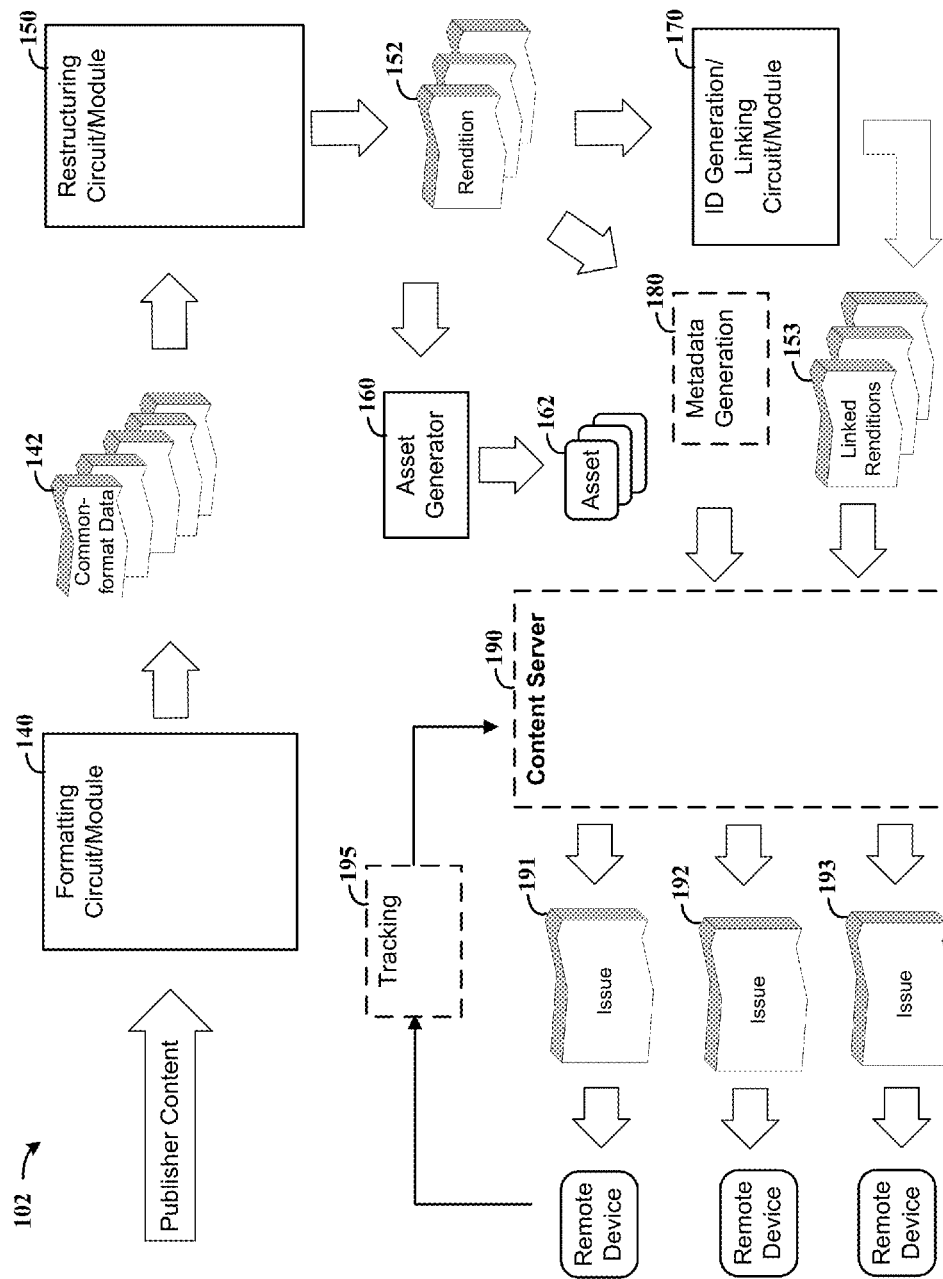 102
Publisher Content
140
Formatting
Circuit/Module
142
Common-
format Data
150
Restructuring
Circuit/Module
152
Rendition
160
Asset
Generator
162
Asset
170
ID Generation/
Linking
Circuit/Module
180
Metadata
Generation
153
Linked
Renditions
190
Content Server
195
Tracking
191
Issue
192
Issue
193
Issue
Remote
Device
Remote
Device
Remote
Device